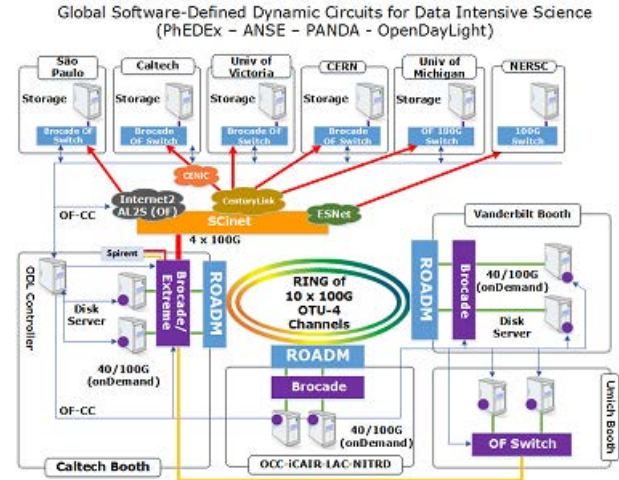 Global Software-Defined Dynamic Circuits for Data Intensive Science
(PhEDEx – ANSE – PANDA - OpenDayLight)
São
Paulo
Storage
Brocade OF
Switch
Caltech
Storage
Brocade
OF Switch
Univ of
Victoria
Storage
Brocade OF
Switch
CERN
Storage
Brocade
OF Switch
Univ of
Michigan
Storage
OF 100G
Switch
NERSC
100G
Switch
CENIC
Internet2
AL2S (OF)
CenturyLink
ESNet
SCinet
4 x 100G
OF-CC
ODL Controller
Spirent
Brocade/
Extreme
ROADM
Disk
Server
40/100G
(onDemand)
OF-CC
Caltech Booth
RING of
10 x 100G
OTU-4
Channels
ROADM
Brocade
40/100G
(onDemand)
OCC-iCAIR-LAC-NITRD
Vanderbilt Booth
ROADM
Brocade
40/100G
(onDemand)
Disk
Server
OF Switch
Umich Booth